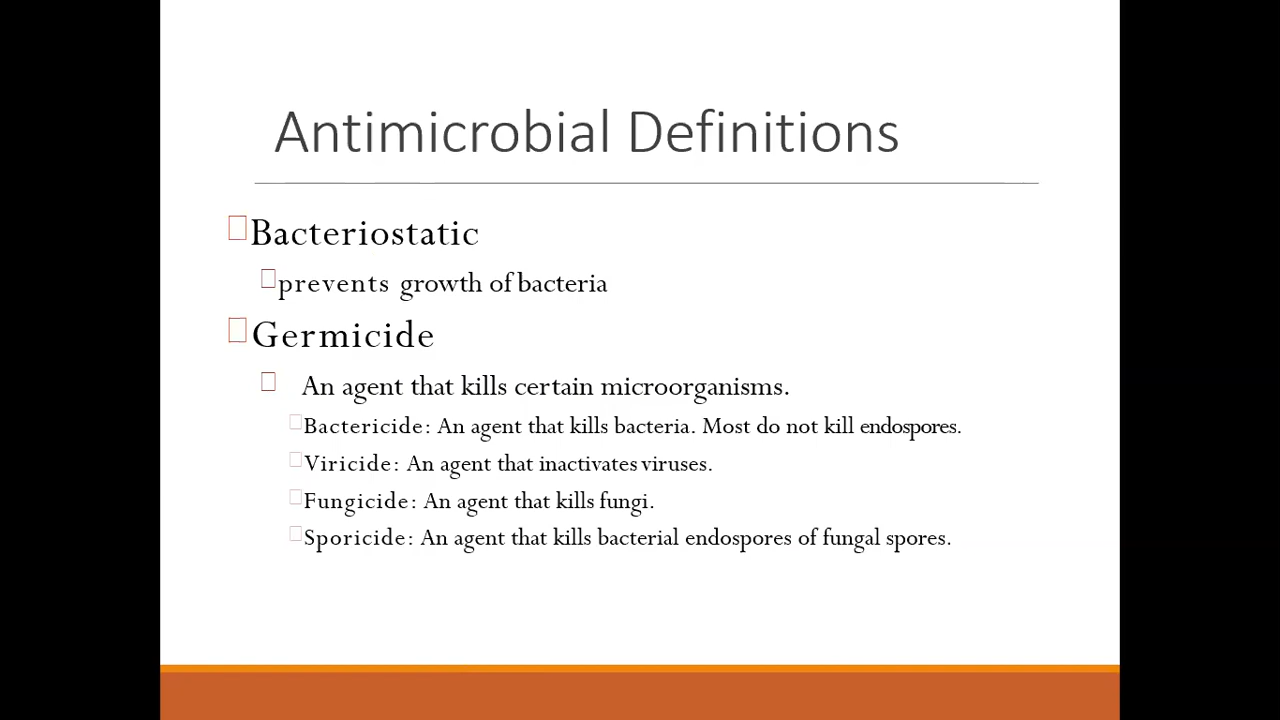 Antimicrobial Definitions
Bacteriostatic
prevents growth of bacteria
Germicide
An agent that kills certain microorganisms.
Bactericide: An agent that kills bacteria. Most do not kill endospores.
Viricide: An agent that inactivates viruses.
Fungicide: An agent that kills fungi.
Sporicide: An agent that kills bacterial endospores of fungal spores.